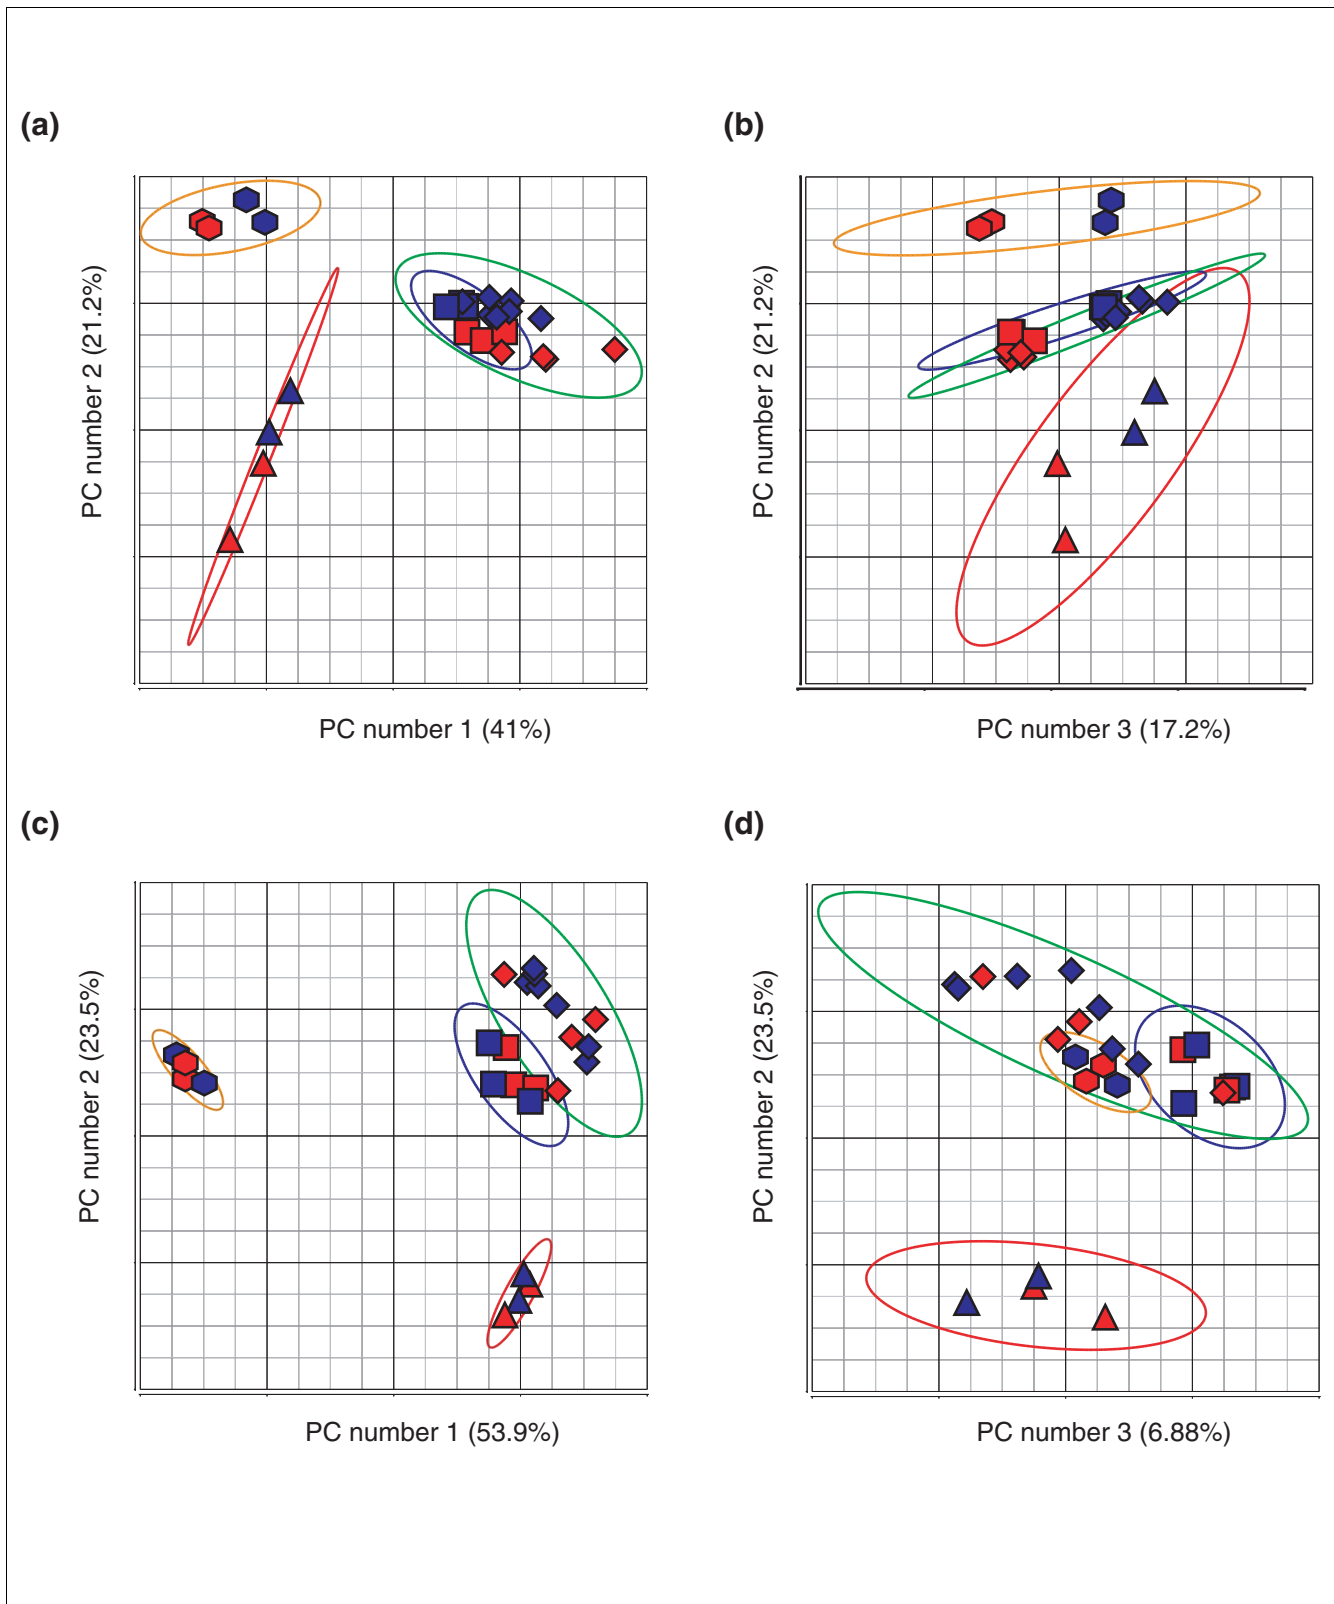 (a)
(b)
PC number 2 (21.2%)
PC number 2 (21.2%)
PC number 1 (41%)
PC number 3 (17.2%)
(c)
(d)
PC number 2 (23.5%)
PC number 2 (23.5%)
PC number 1 (53.9%)
PC number 3 (6.88%)